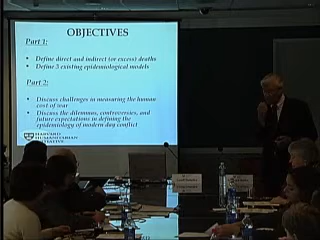 OBJECTIVES
Part 1:
• Define direct and indirect (or excess) deaths
• Define 3 existing epidemiological models
Part 2:
• Discuss challenges in measuring the human
cost of war
• Discuss the dilemmas, controversies, and
future expectations in defining the
epidemiology of modern day conflict
HARVARD
HUMANITARIAN
INITIATIVE